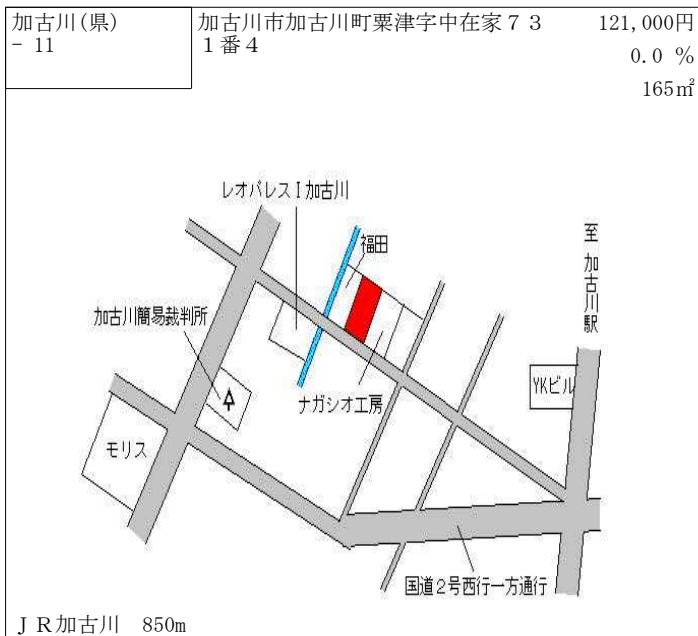 加古川(県)
- 11
加古川市加古川町粟津字中在家７３
１番４
121,000円
0.0 %
165㎡
レオパレスⅠ加古川
福田
至 加古川駅
加古川簡易裁判所
YKビル
ナガシオ工房
モリス
国道２号西行一方通行
ＪＲ加古川　850m